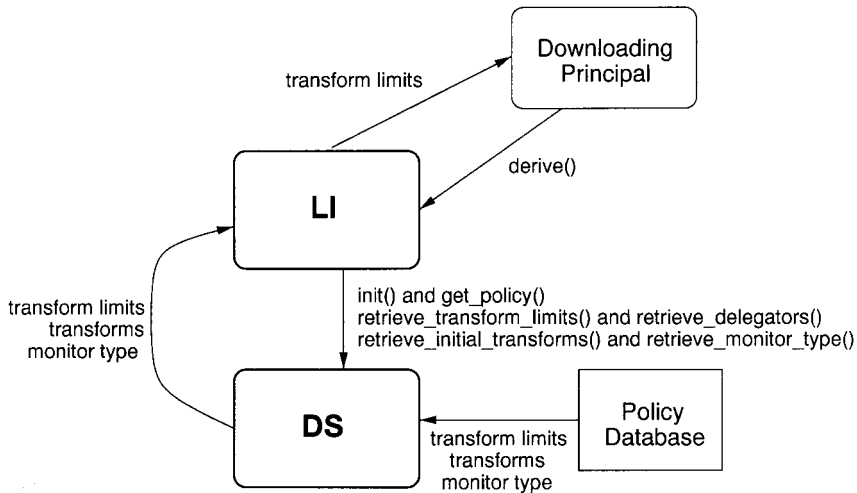 Downloading
Principal
transform limits
derive()
LI
init() and get_policy()
retrieve_transform_limits() and retrieve_delegators()
retrieve_initial_transforms() and retrieve_monitor_type()
transform limits
transforms
monitor type
DS
Policy
Database
transform limits
transforms
monitor type